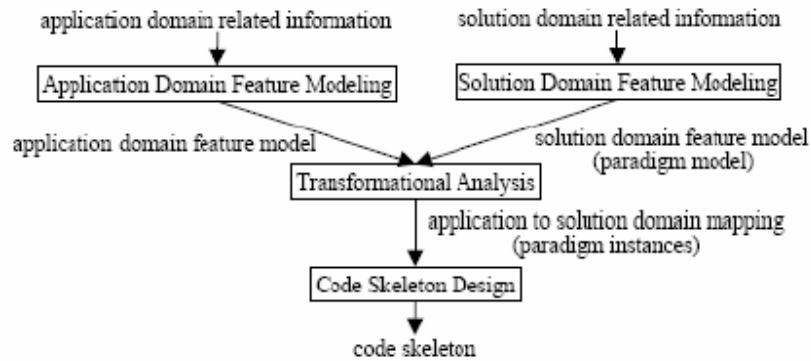 application domain related information
solution domain related information
Application Domain Feature Modeling
Solution Domain Feature Modeling
application domain feature model
solution domain feature model
(paradigm model)
Transformational Analysis
application to solution domain mapping
(paradigm instances)
Code Skeleton Design
code skeleton